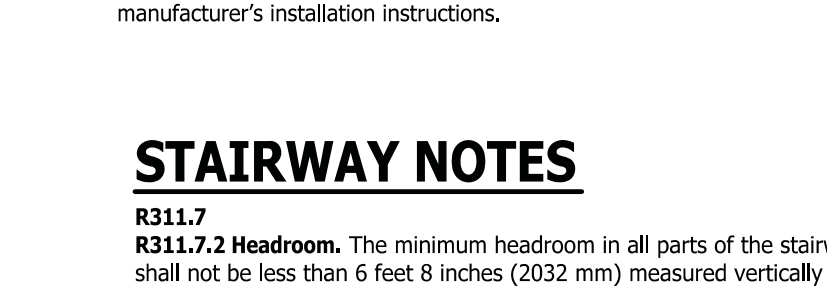 manufacturer's installation instructions.
STAIRWAY NOTES
R311.7
R311.7.2 Headroom. The minimum headroom in all parts of the
shall not be less than 6 feet 8 inches (2032 mm) measured vertically